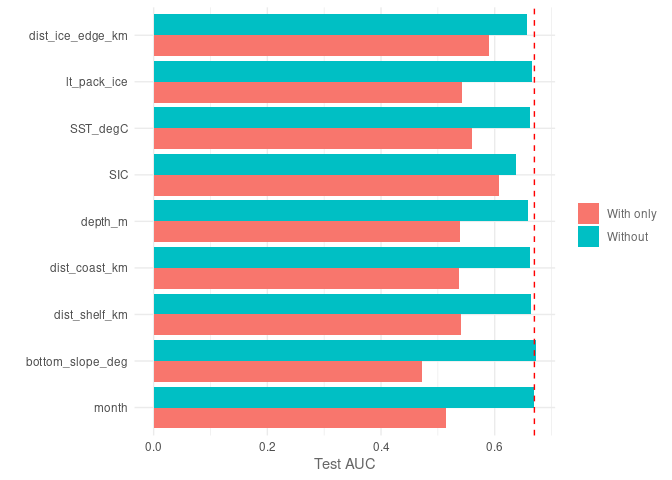 dist_ice_edge_km
lt_pack_ice
SST_degC
SIC
depth_m
dist_coast_km
dist_shelf_km
bottom_slope_deg
month
0.0 0.2 0.4 0.6
Test AUC
With only
Without